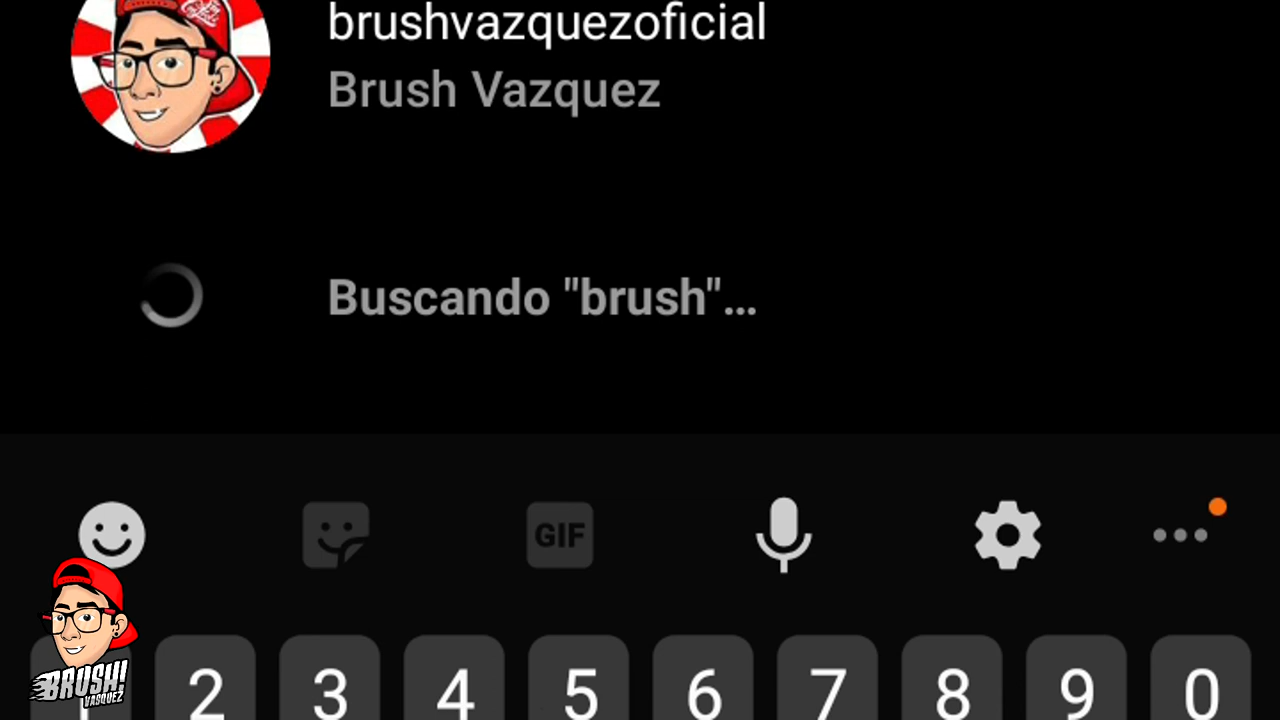 brushvazquezoficial
Brush Vazquez
Buscando "brush"...
GIF
2 3 4 5 6 7 8 9 0
BRUSH!
VASQUEZ